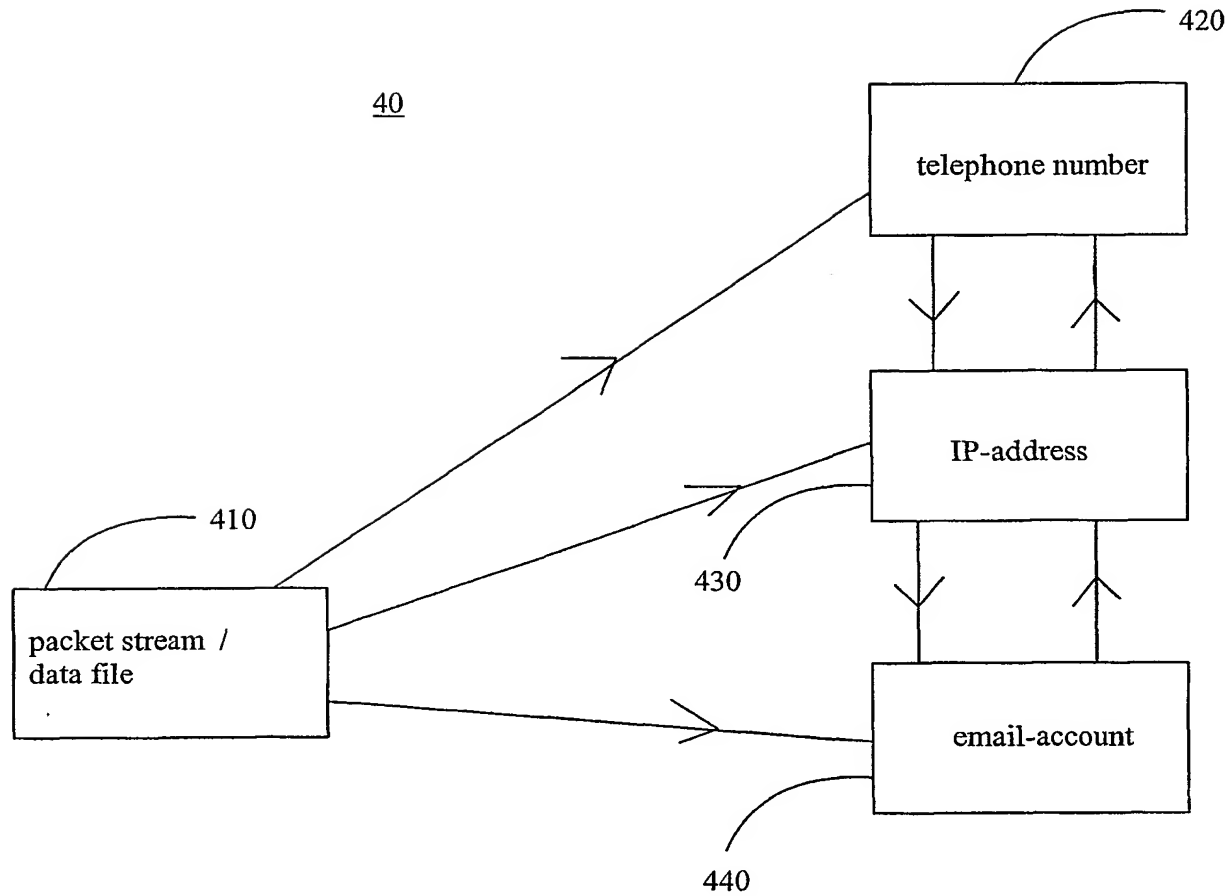 420
40
telephone number
IP-address
410
430
packet stream /
data file
email-account
440